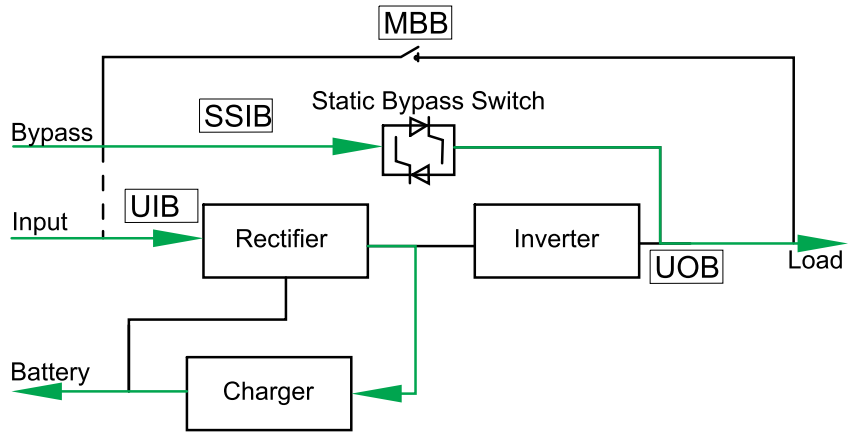 MBB
Static Bypass Switch
SSIB
Bypass
UIB
Input
Rectifier
Inverter
UOB
Load
Battery
Charger